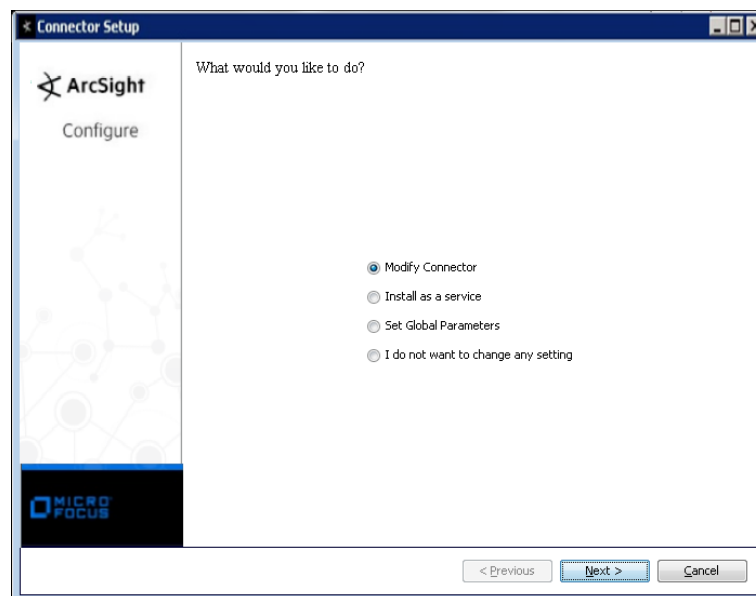 Connector Setup
ArcSight
Configure
What would you like to do?
Modify Connector
Install as a service
Set Global Parameters
I do not want to change any setting
MICRO
FOCUS
< Previous
Next >
Cancel